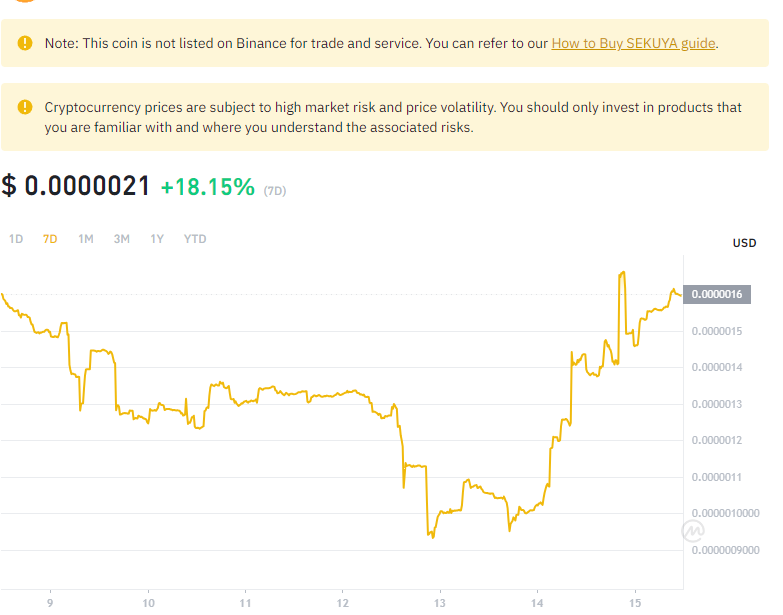 Note: This coin is not listed on Binance for trade and service. You can refer to our How to Buy SEKUYA guide.
Cryptocurrency prices are subject to high market risk and price volatility. You should only invest in products that
you are familiar with and where you understand the associated risks.
$ 0.0000021 +18.15% (7D)
1D 7D 1M 3M 1Y YTD
USD
0.0000016
0.0000015
0.0000014
0.0000013
0.0000012
0.0000011
0.0000010000
0.0000009000
9 10 11 12 13 14 15